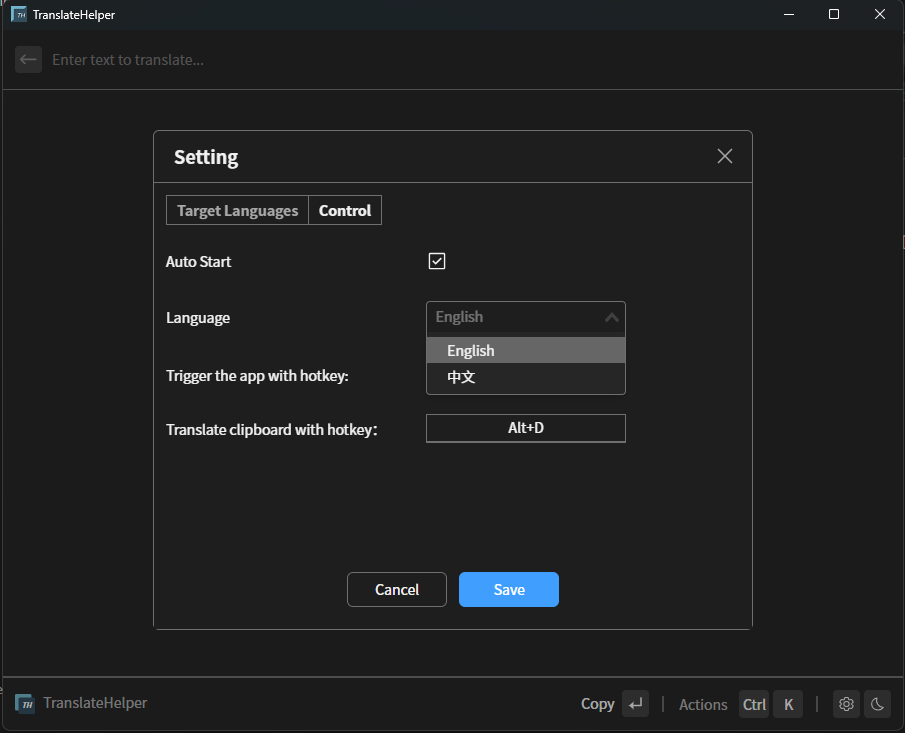 TH TranslateHelper
Enter text to translate...
Setting
Target Languages Control
Auto Start
Language English
English
中文
Trigger the app with hotkey:
Translate clipboard with hotkey： Alt+D
Cancel Save
TH TranslateHelper Copy Actions Ctrl K